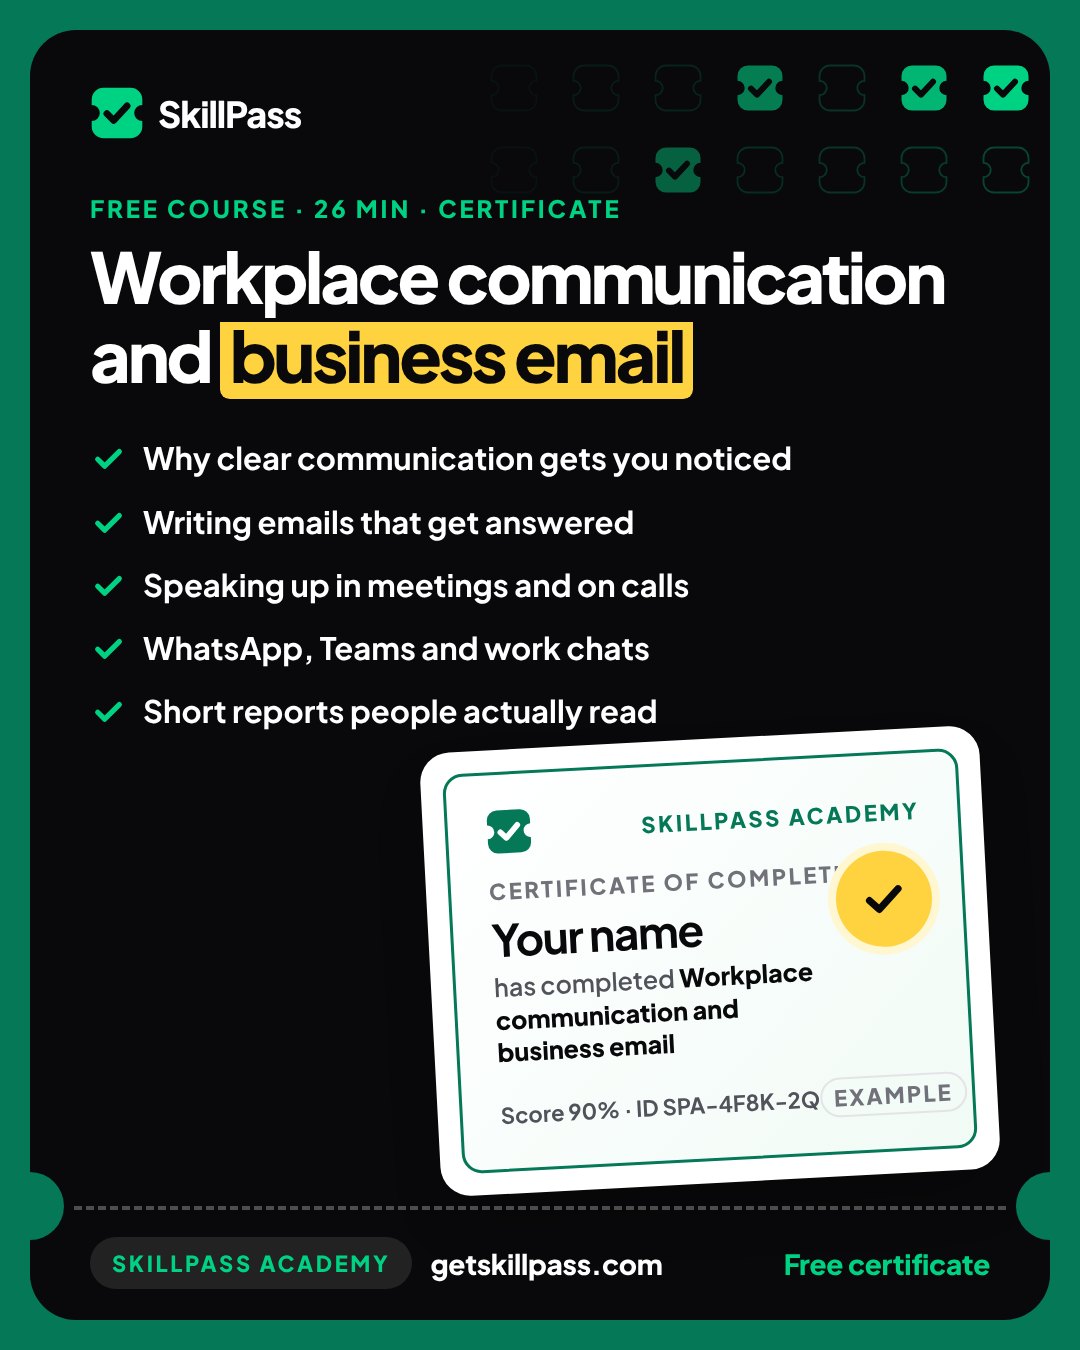 SkillPass
FREE COURSE · 26 MIN · CERTIFICATE
Workplace communication
and business email
Why clear communication gets you noticed
Writing emails that get answered
Speaking up in meetings and on calls
WhatsApp, Teams and work chats
Short reports people actually read
SKILLPASS ACADEMY
CERTIFICATE OF COMPLETI
Your name
has completed Workplace
communication and
business email
Score 90% · ID SPA-4F8K-2Q
EXAMPLE
SKILLPASS ACADEMY
getskillpass.com
Free certificate